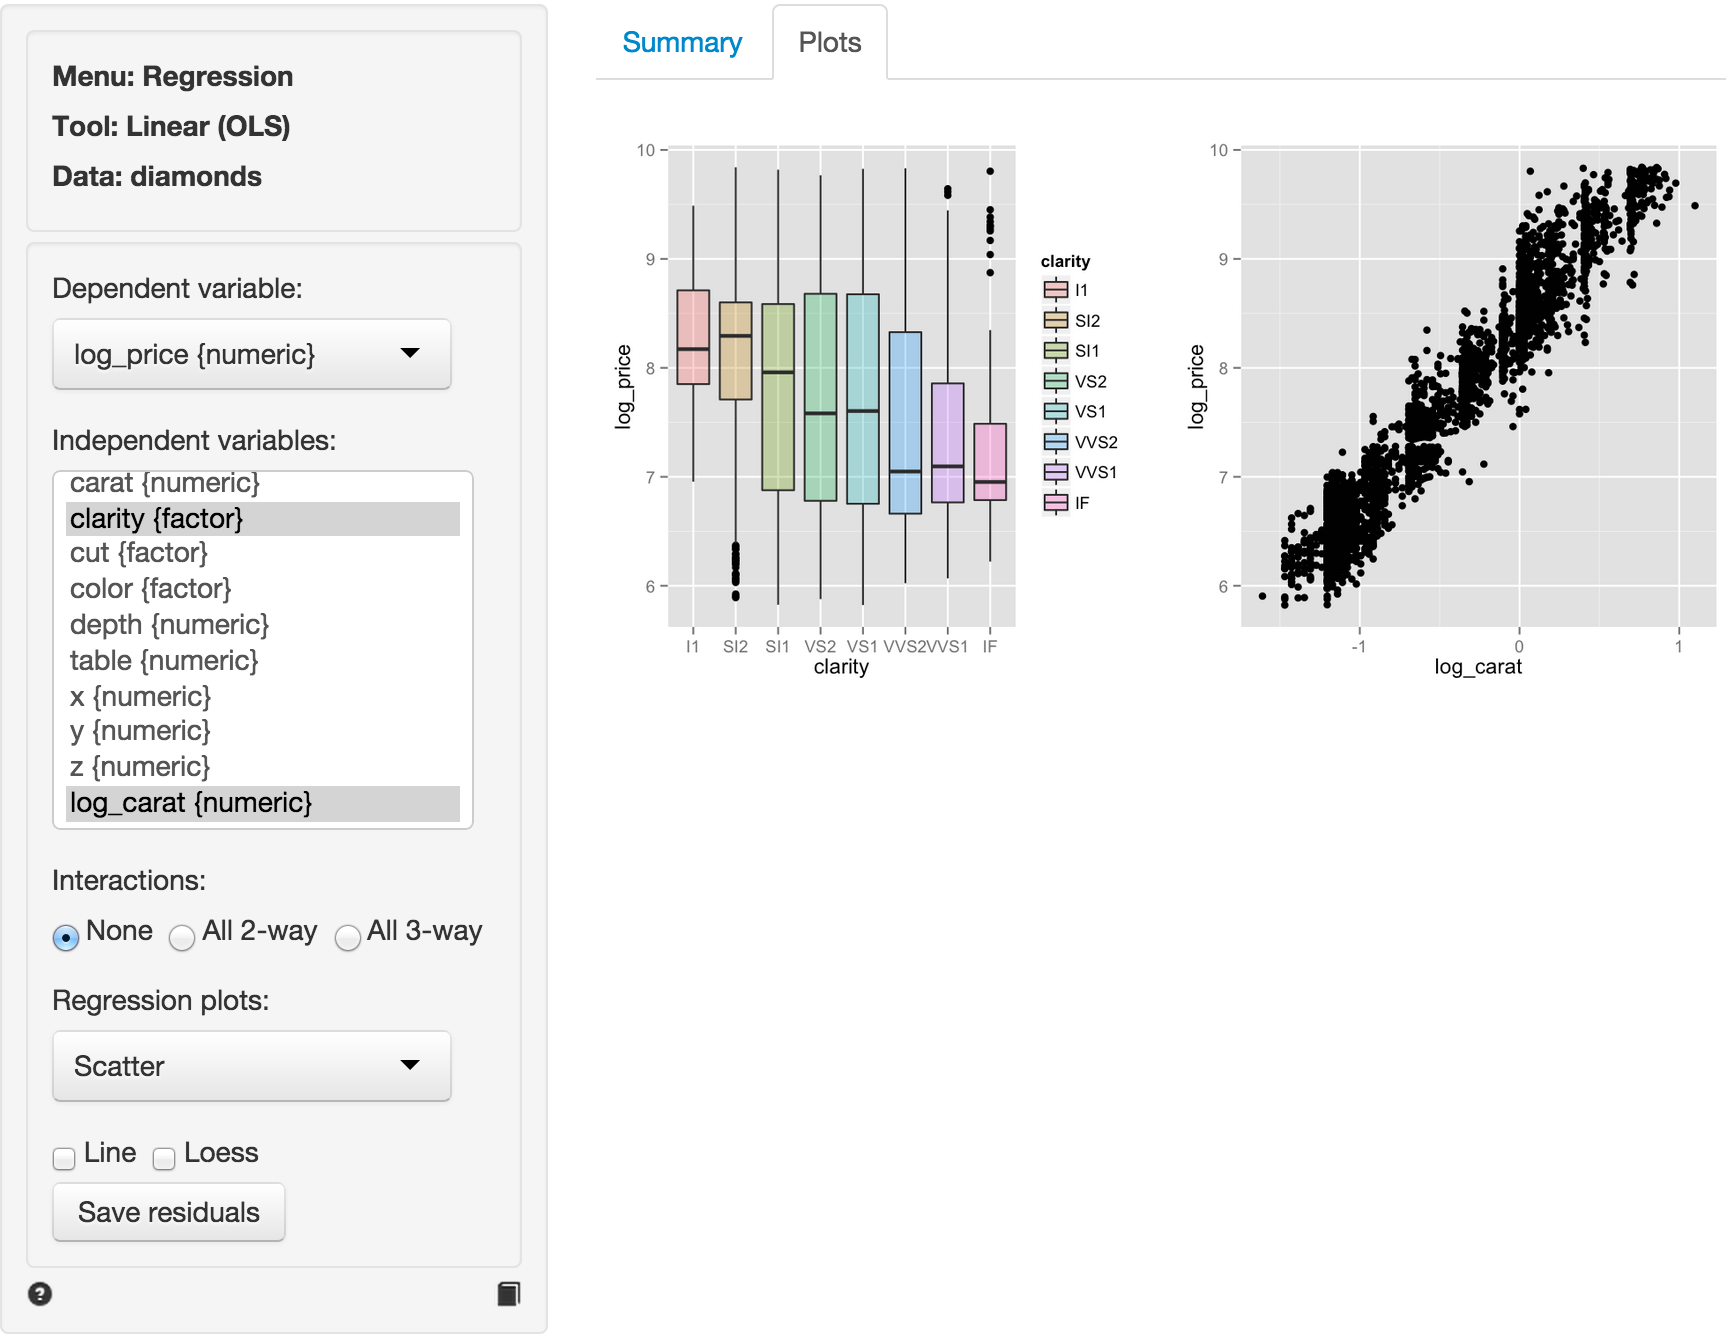 Menu: Regression
Tool: Linear (OLS)
Data: diamonds
Dependent variable:
log_price {numeric}
Independent variables:
carat {numeric}
clarity {factor}
cut {factor}
color {factor}
depth {numeric}
table {numeric}
x {numeric}
y {numeric}
z {numeric}
log_carat {numeric}
Interactions:
None All 2-way All 3-way
Regression plots:
Scatter
Line Loess
Save residuals
?
Summary Plots
10
9
8
7
6
log_price
I1 SI2 SI1 VS2 VS1 VVS2 VVS1 IF
clarity
clarity
I1
SI2
SI1
VS2
VS1
VVS2
VVS1
IF
10
9
8
7
6
log_price
-1 0 1
log_carat